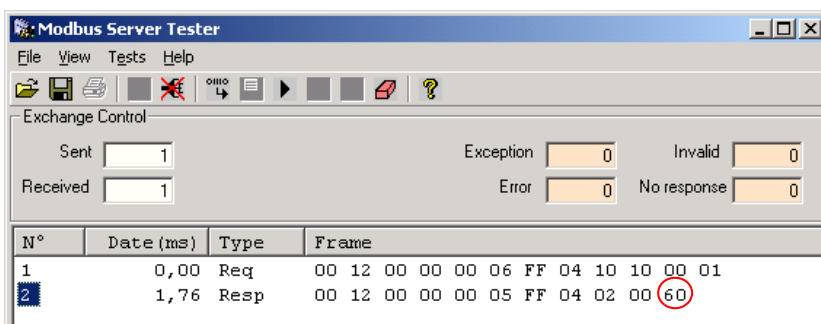 Modbus Server Tester
File View Tests Help
Exchange Control
Sent 1 Exception 0 Invalid 0
Received 1 Error 0 No response 0
N° Date(ms) Type Frame
1 0,00 Req 00 12 00 00 00 06 FF 04 10 10 00 01
2 1,76 Resp 00 12 00 00 00 05 FF 04 02 00 60